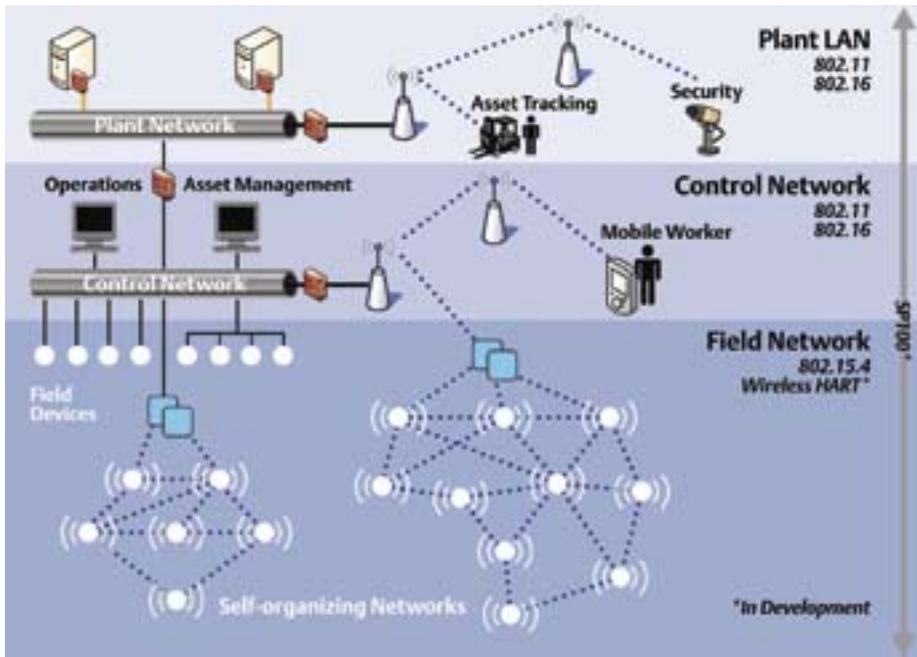 Plant LAN
802.11
802.16
Security
Asset Tracking
Plant Network
Operations
Asset Management
Control Network
802.11
802.16
Mobile Worker
Control Network
SP100*
Field Network
802.15.4
Wireless HART*
Field
Devices
Self-organizing Networks
*In Development